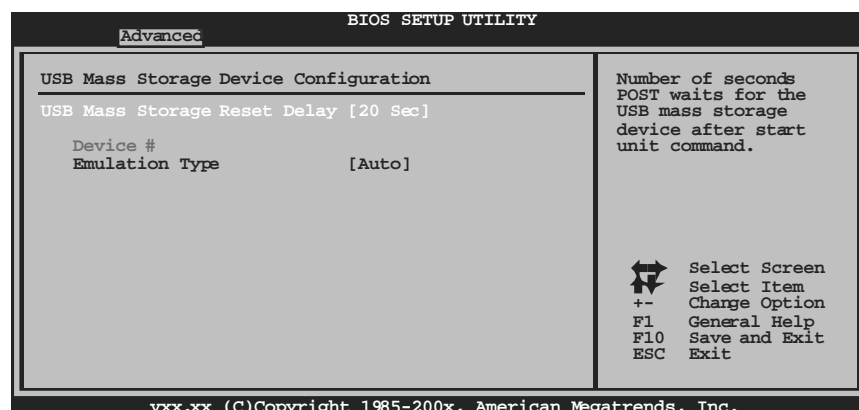 BIOS SETUP UTILITY
Advanced
USB Mass Storage Device Configuration
USB Mass Storage Reset Delay [20 Sec]
Device #
Emulation Type [Auto]
Number of seconds
POST waits for the
USB mass storage
device after start
unit command.
Select Screen
Select Item
+- Change Option
F1 General Help
F10 Save and Exit
ESC Exit
vxx.xx (C)Copyright 1985-200x, American Megatrends, Inc.